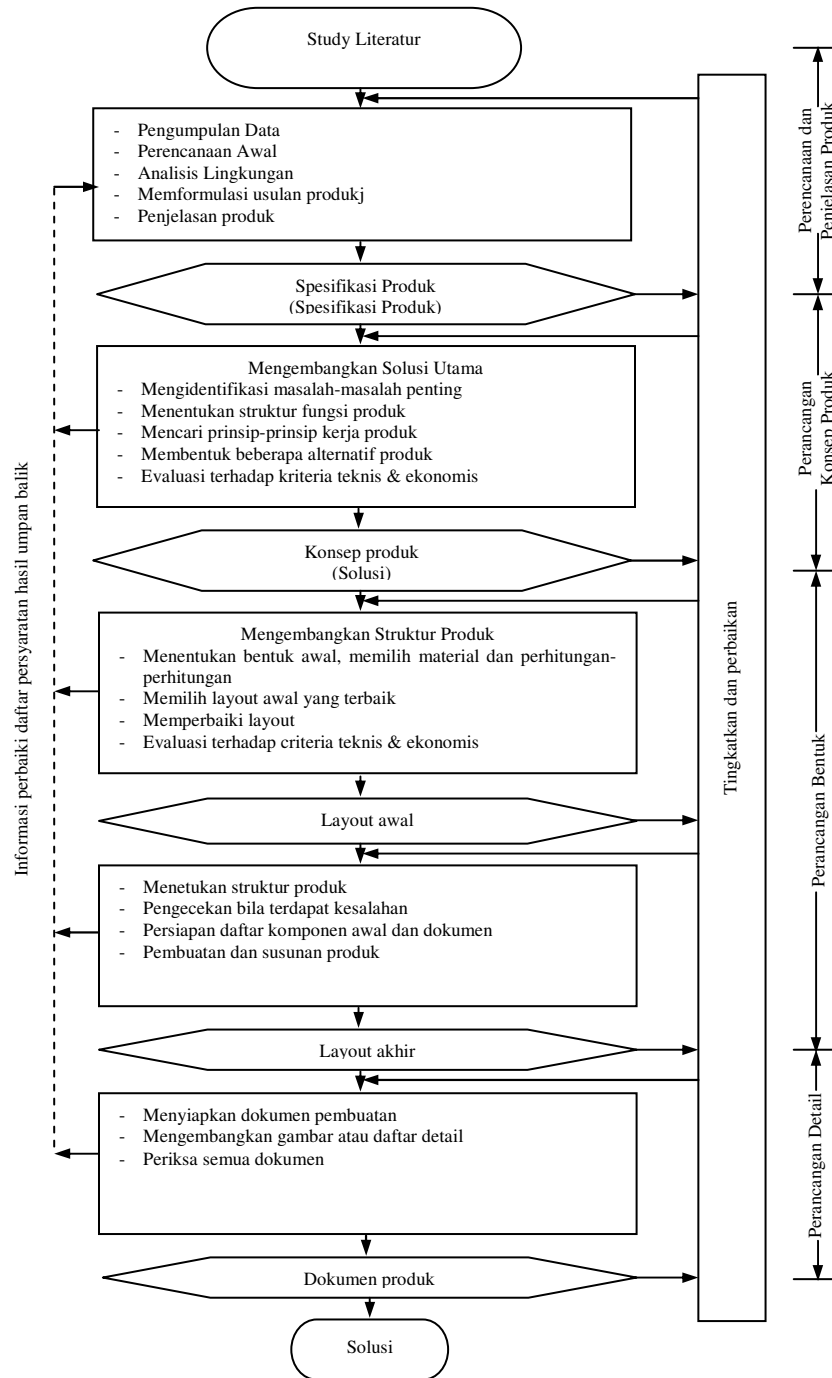 Study Literatur
- Pengumpulan Data
- Perencanaan Awal
- Analisis Lingkungan
- Memformulasi usulan produkj
- Penjelasan produk
Spesifikasi Produk
(Spesifikasi Produk)
Mengembangkan Solusi Utama
- Mengidentifikasi masalah-masalah penting
- Menentukan struktur fungsi produk
- Mencari prinsip-prinsip kerja produk
- Membentuk beberapa alternatif produk
- Evaluasi terhadap kriteria teknis & ekonomis
Konsep produk
(Solusi)
Mengembangkan Struktur Produk
- Menentukan bentuk awal, memilih material dan perhitungan-
perhitungan
- Memilih layout awal yang terbaik
- Memperbaiki layout
- Evaluasi terhadap criteria teknis & ekonomis
Layout awal
- Menetukan struktur produk
- Pengecekan bila terdapat kesalahan
- Persiapan daftar komponen awal dan dokumen
- Pembuatan dan susunan produk
Layout akhir
- Menyiapkan dokumen pembuatan
- Mengembangkan gambar atau daftar detail
- Periksa semua dokumen
Dokumen produk
Solusi
Informasi perbaiki daftar persyaratan hasil umpan balik
Tingkatkan dan perbaikan
Perencanaan dan
Penjelasan Produk
Perancangan
Konsep Produk
Perancangan Bentuk
Perancangan Detail